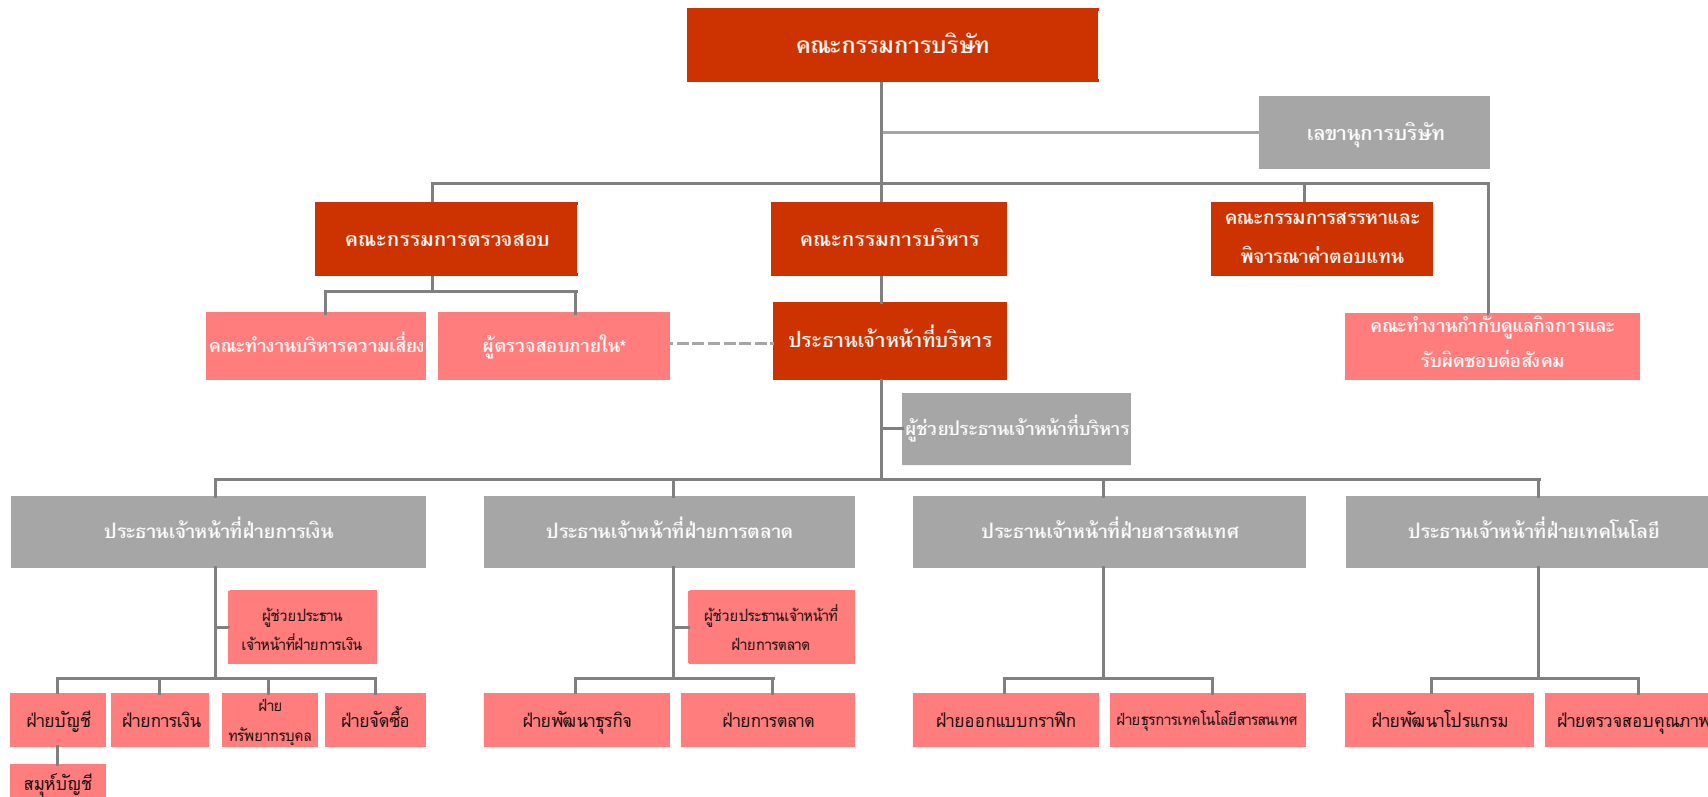 คณะกรรมการบริษัท
เลขานุการบริษัท
คณะกรรมการตรวจสอบ
คณะกรรมการบริหาร
คณะกรรมการสรรหาและ
พิจารณาค่าตอบแทน
คณะทำงานบริหารความเสี่ยง
ผู้ตรวจสอบภายใน*
ประธานเจ้าหน้าที่บริหาร
คณะทำงานกำกับดูแลกิจการและ
รับผิดชอบต่อสังคม
ผู้ช่วยประธานเจ้าหน้าที่บริหาร
ประธานเจ้าหน้าที่ฝ่ายการเงิน
ประธานเจ้าหน้าที่ฝ่ายการตลาด
ประธานเจ้าหน้าที่ฝ่ายสารสนเทศ
ประธานเจ้าหน้าที่ฝ่ายเทคโนโลยี
ผู้ช่วยประธาน
เจ้าหน้าที่ฝ่ายการเงิน
ผู้ช่วยประธานเจ้าหน้าที่
ฝ่ายการตลาด
ฝ่ายบัญชี
ฝ่ายการเงิน
ฝ่าย
ทรัพยากรบุคล
ฝ่ายจัดซื้อ
ฝ่ายพัฒนาธุรกิจ
ฝ่ายการตลาด
ฝ่ายออกแบบกราฟิก
ฝ่ายธุรการเทคโนโลยีสารสนเทศ
ฝ่ายพัฒนาโปรแกรม
ฝ่ายตรวจสอบคุณภาพ
สมุห์บัญชี